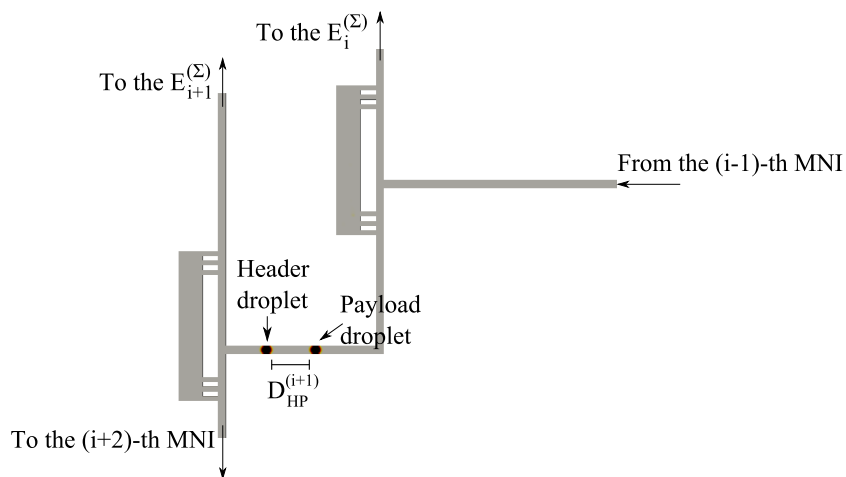 To the E_i^(Σ)
To the E_{i+1}^(Σ)
From the (i-1)-th MNI
Header
droplet
Payload
droplet
D_HP^(i+1)
To the (i+2)-th MNI